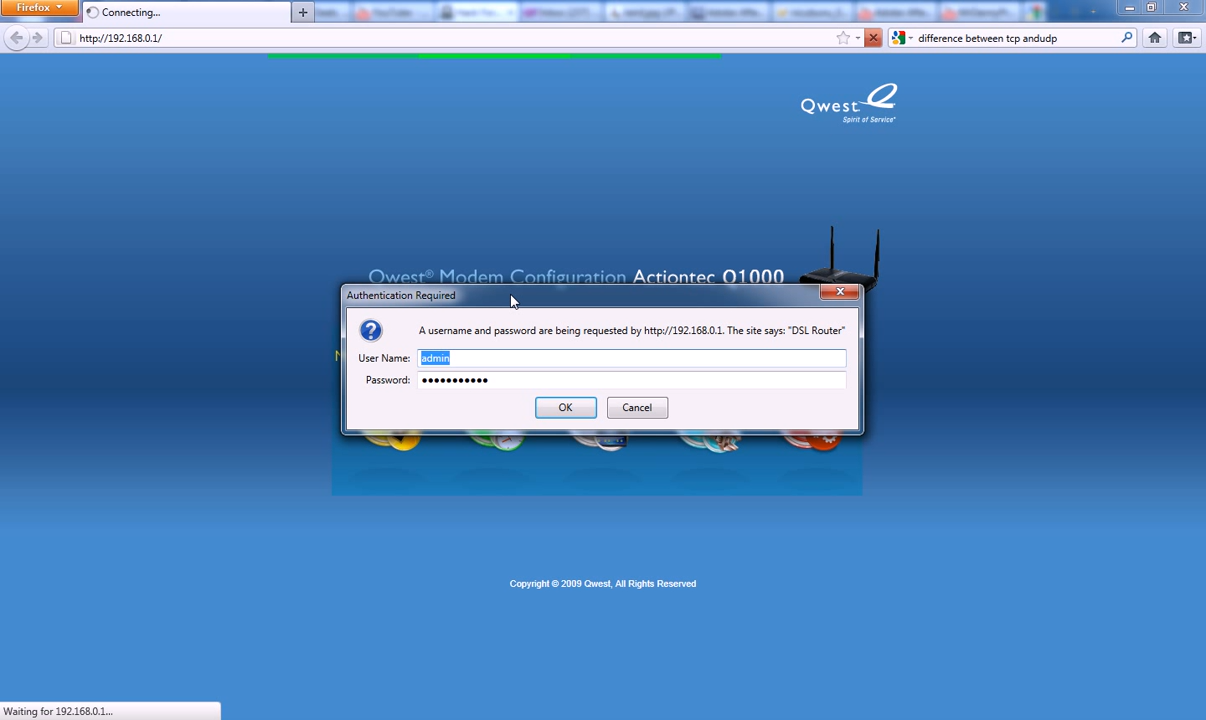 Firefox
Connecting...
YouTube
http://192.168.0.1/
difference between tcp andudp
Qwest
Spirit of Service®
Qwest® Modem Configuration Actiontec Q1000
Authentication Required
A username and password are being requested by http://192.168.0.1. The site says: "DSL Router"
User Name: admin
Password: •••••••••••
OK Cancel
Copyright © 2009 Qwest, All Rights Reserved
Waiting for 192.168.0.1...